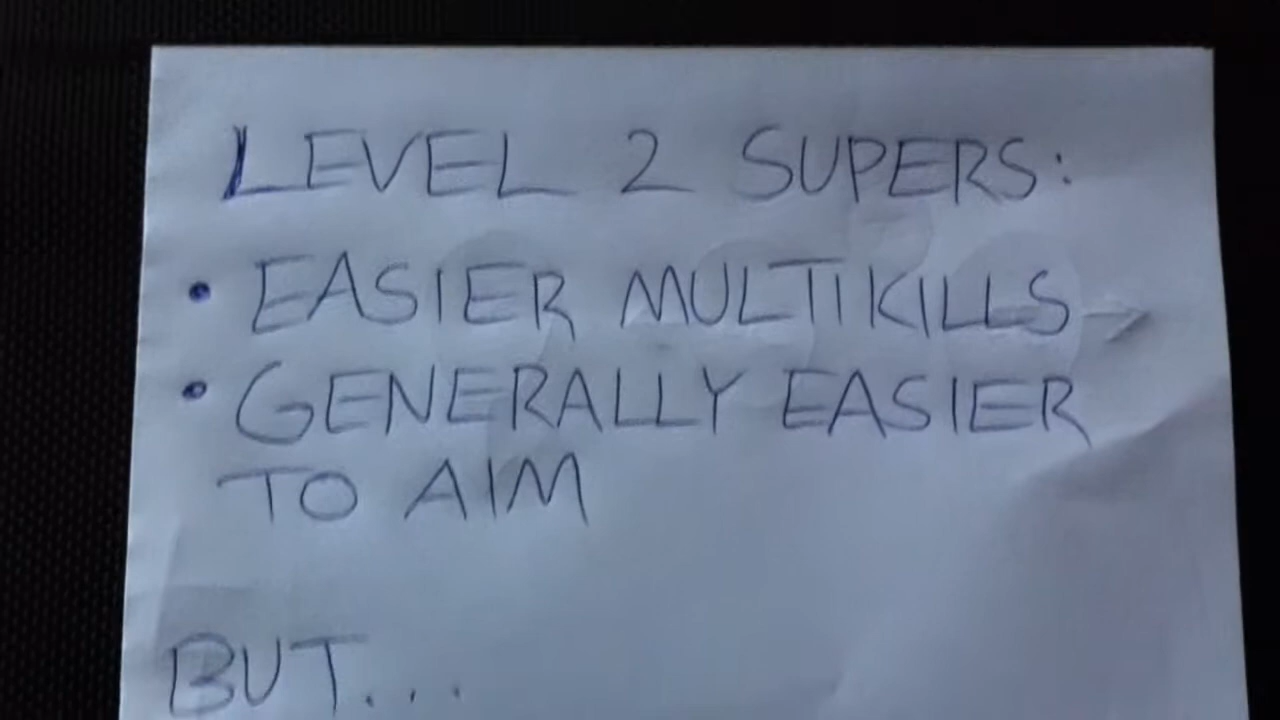 LEVEL 2 SUPERS:
• EASIER MULTIKILLS
• GENERALLY EASIER
TO AIM
BUT...